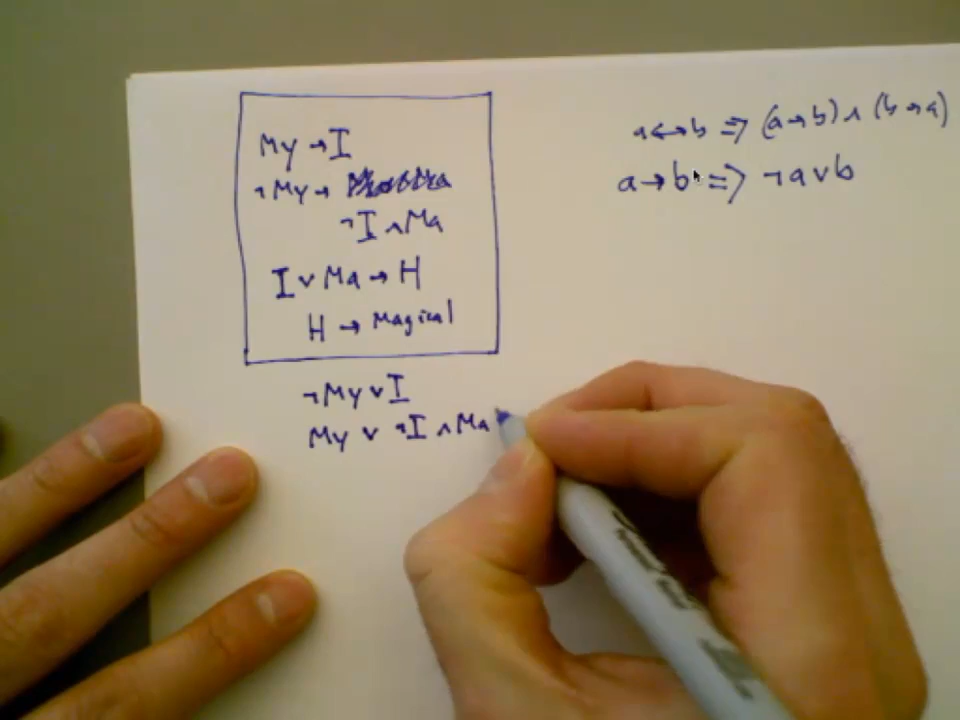 My → I
¬My →
¬I ∧ Ma
I ∨ Ma → H
H → Magical
¬My ∨ I
My ∨ ¬I ∧ Ma
a ↔ b ⇒ (a → b) ∧ (b → a)
a → b ⇒ ¬a ∨ b